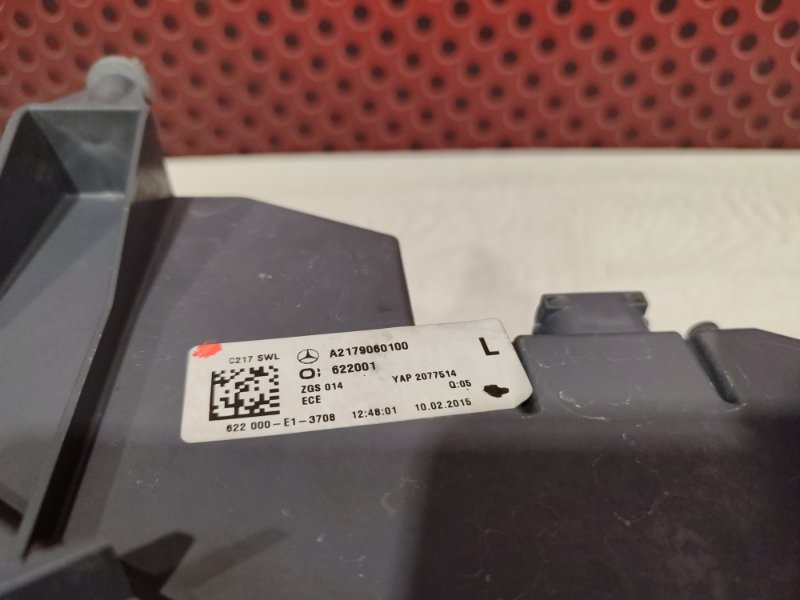 C217 SWL A2179060100 L
622001
ZGS 014 YAP 2077514
ECE Q:05
622 000-E1-3708 12:48:01 10.02.2015